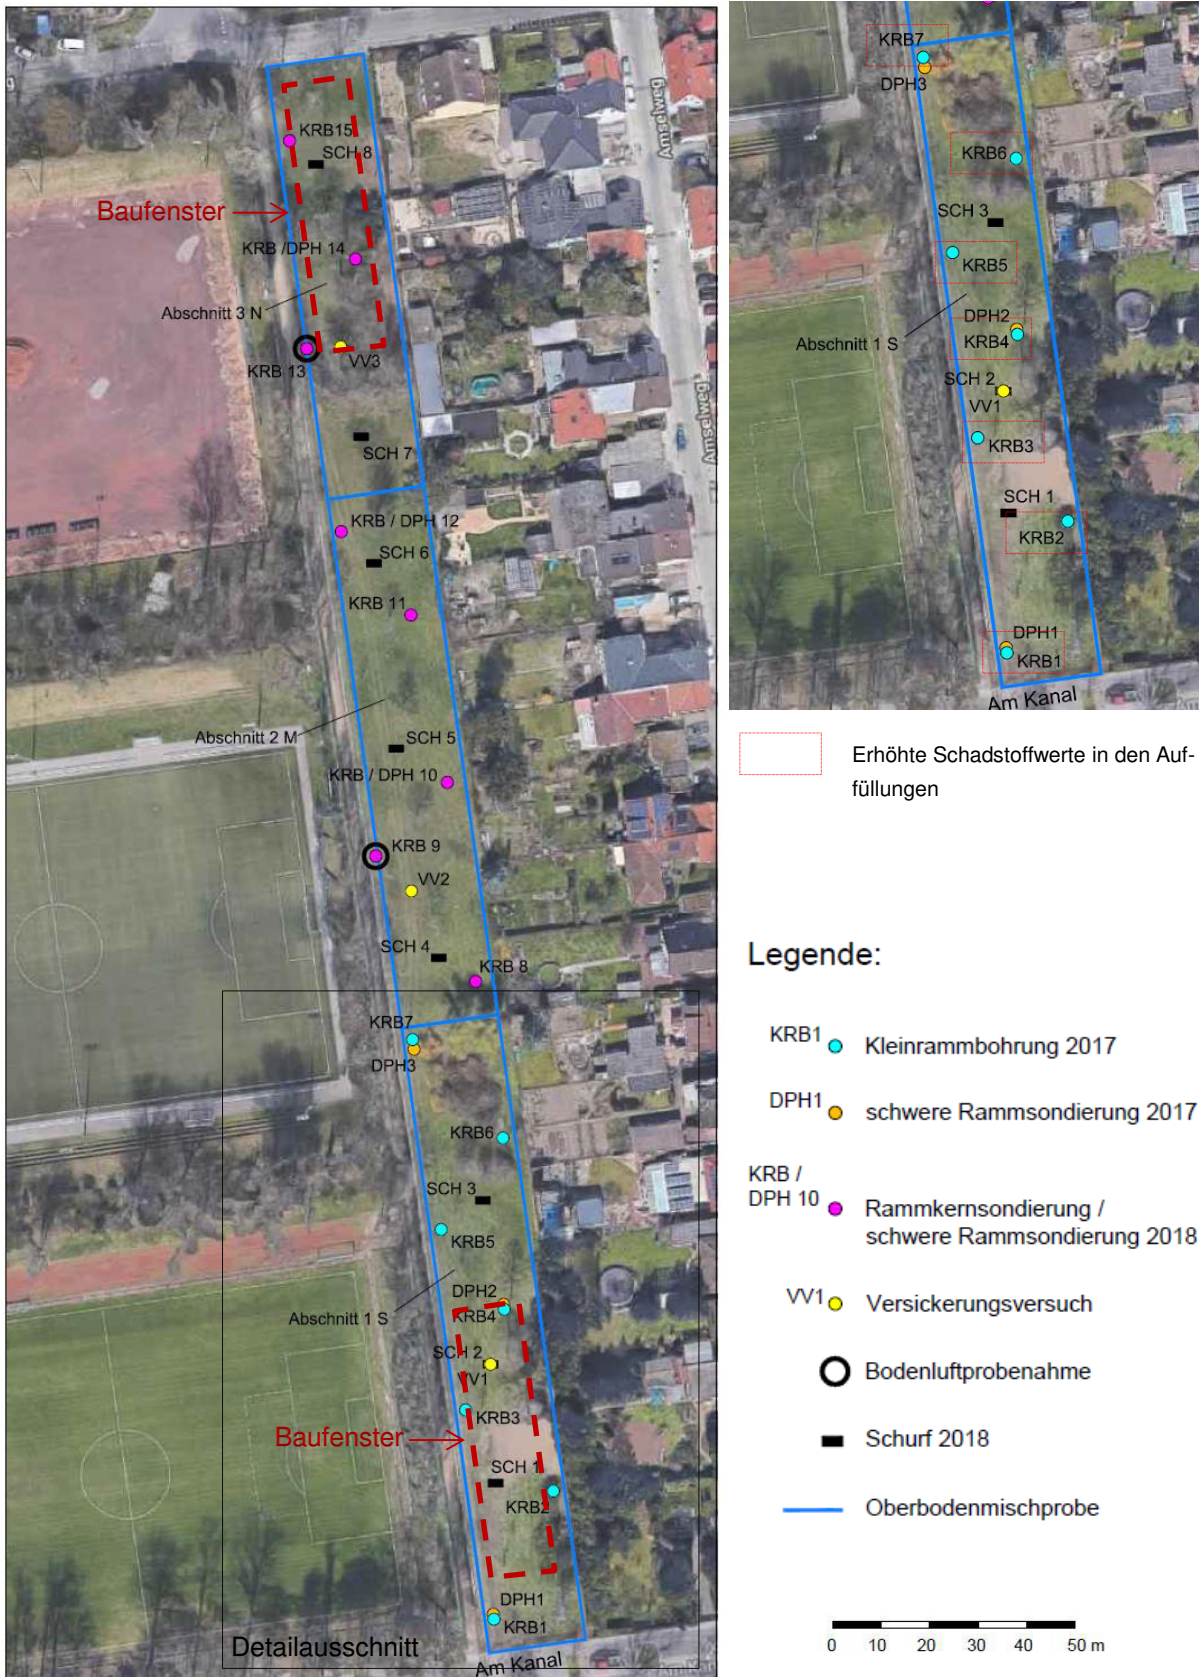 Amselweg
KRB15
SCH 8
Baufenster
KRB /DPH 14
Abschnitt 3 N
KRB 13
VV3
Amselweg
SCH 7
KRB / DPH 12
SCH 6
KRB 11
Abschnitt 2 M
SCH 5
KRB / DPH 10
KRB 9
VV2
SCH 4
KRB 8
KRB7
DPH3
KRB6
SCH 3
KRB5
DPH2
KRB4
Abschnitt 1 S
SCH 2
VV1
KRB3
Baufenster
SCH 1
KRB2
DPH1
KRB1
Detailausschnitt
Am Kanal
KRB7
DPH3
KRB6
SCH 3
KRB5
DPH2
KRB4
Abschnitt 1 S
SCH 2
VV1
KRB3
SCH 1
KRB2
DPH1
KRB1
Am Kanal
Erhöhte Schadstoffwerte in den Auf-
füllungen
Legende:
KRB1 Kleinrammbohrung 2017
DPH1 schwere Rammsondierung 2017
KRB /
DPH 10 Rammkernsondierung /
schwere Rammsondierung 2018
VV1 Versickerungsversuch
Bodenluftprobenahme
Schurf 2018
Oberbodenmischprobe
0 10 20 30 40 50 m